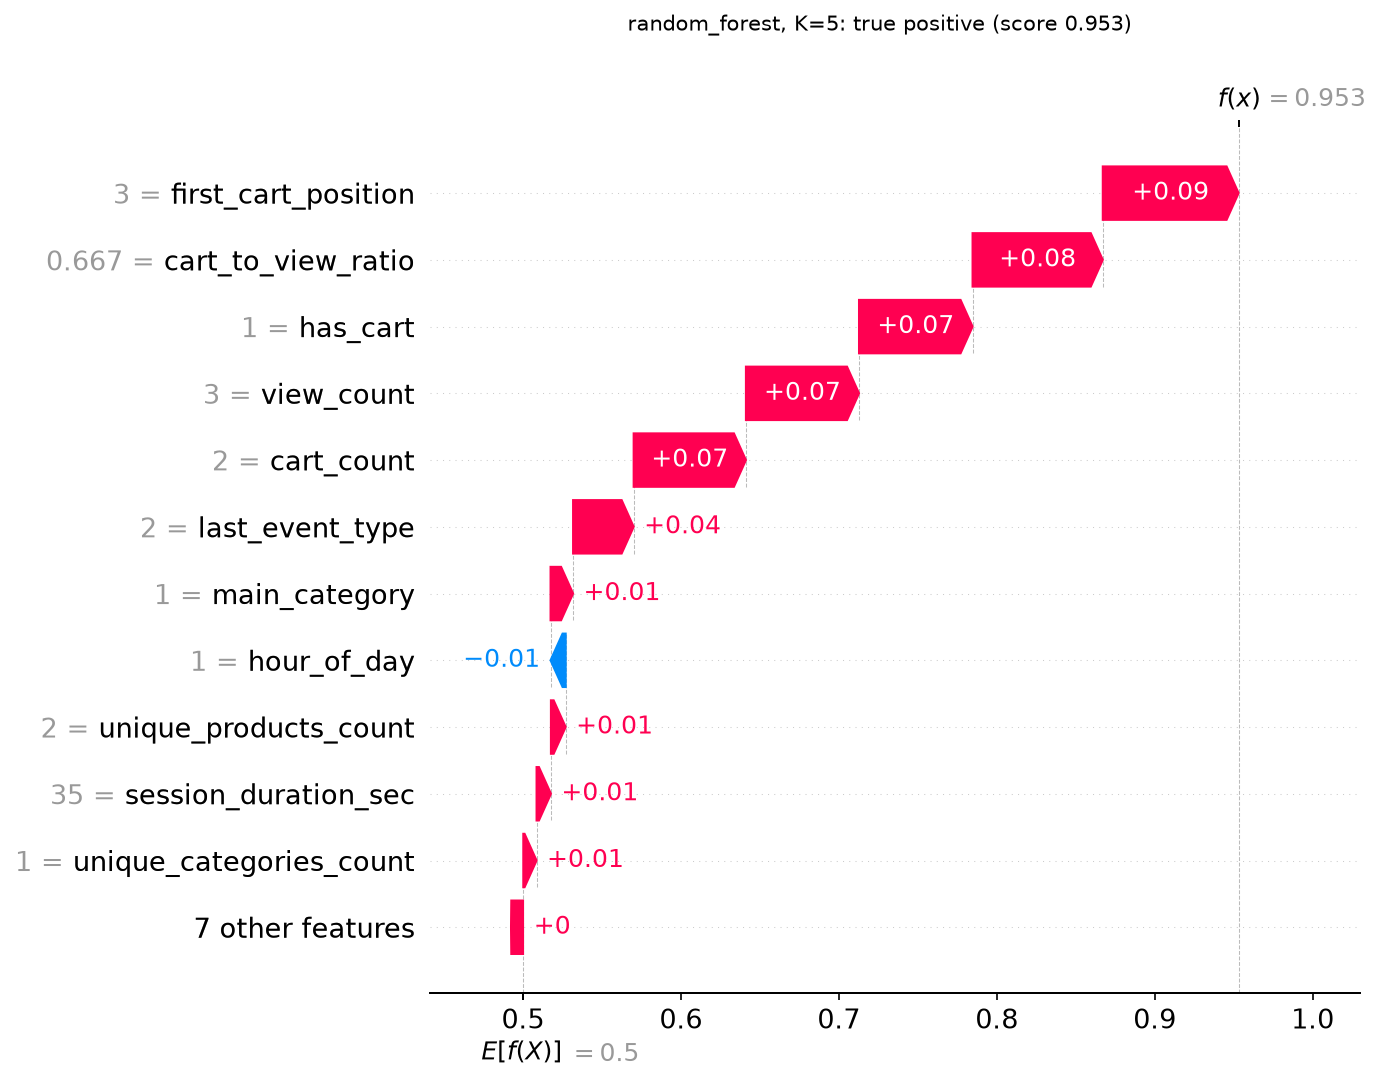 random_forest, K=5: true positive (score 0.953)
f(x) = 0.953
3 = first_cart_position +0.09
0.667 = cart_to_view_ratio +0.08
1 = has_cart +0.07
3 = view_count +0.07
2 = cart_count +0.07
2 = last_event_type +0.04
1 = main_category +0.01
1 = hour_of_day −0.01
2 = unique_products_count +0.01
35 = session_duration_sec +0.01
1 = unique_categories_count +0.01
7 other features +0
0.5 0.6 0.7 0.8 0.9 1.0
E[f(X)] = 0.5